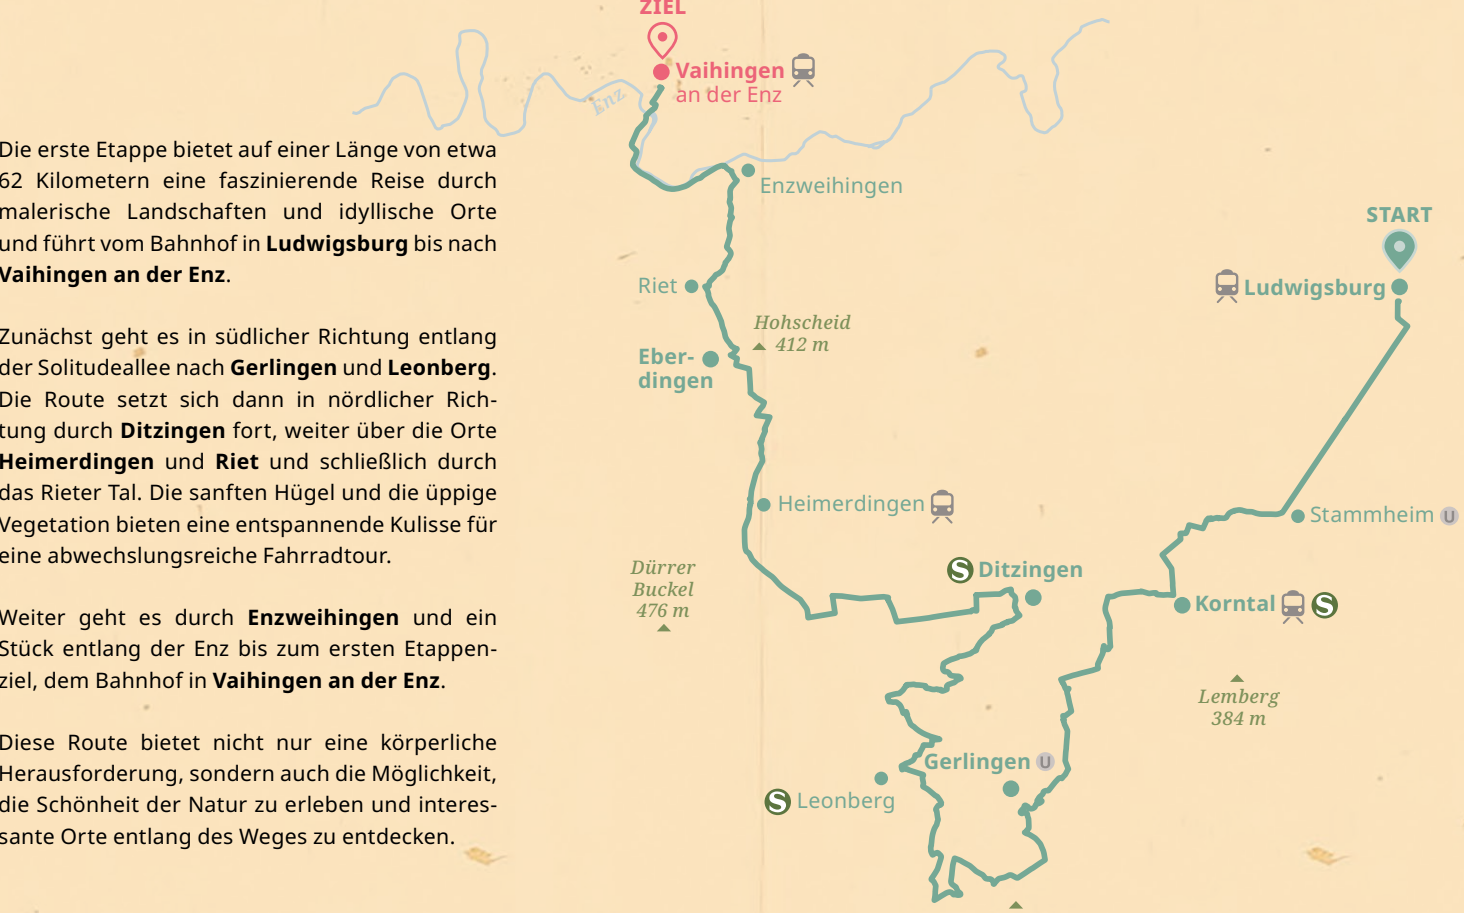 Die erste Etappe bietet auf einer Länge von etwa
62 Kilometern eine faszinierende Reise durch
malerische Landschaften und idyllische Orte
und führt vom Bahnhof in Ludwigsburg bis nach
Vaihingen an der Enz.
Zunächst geht es in südlicher Richtung entlang
der Solitudeallee nach Gerlingen und Leonberg.
Die Route setzt sich dann in nördlicher Rich-
tung durch Ditzingen fort, weiter über die Orte
Heimerdingen und Riet und schließlich durch
das Rieter Tal. Die sanften Hügel und die üppige
Vegetation bieten eine entspannende Kulisse für
eine abwechslungsreiche Fahrradtour.
Weiter geht es durch Enzweihingen und ein
Stück entlang der Enz bis zum ersten Etappen-
ziel, dem Bahnhof in Vaihingen an der Enz.
Diese Route bietet nicht nur eine körperliche
Herausforderung, sondern auch die Möglichkeit,
die Schönheit der Natur zu erleben und interes-
sante Orte entlang des Weges zu entdecken.
ZIEL
Vaihingen
an der Enz
Enz
Enzweihingen
START
Ludwigsburg
Riet
Hohscheid
412 m
Eber-
dingen
Heimerdingen
Stammheim U
Dürrer
Buckel
476 m
S Ditzingen
Korntal S
Lemberg
384 m
Gerlingen U
S Leonberg